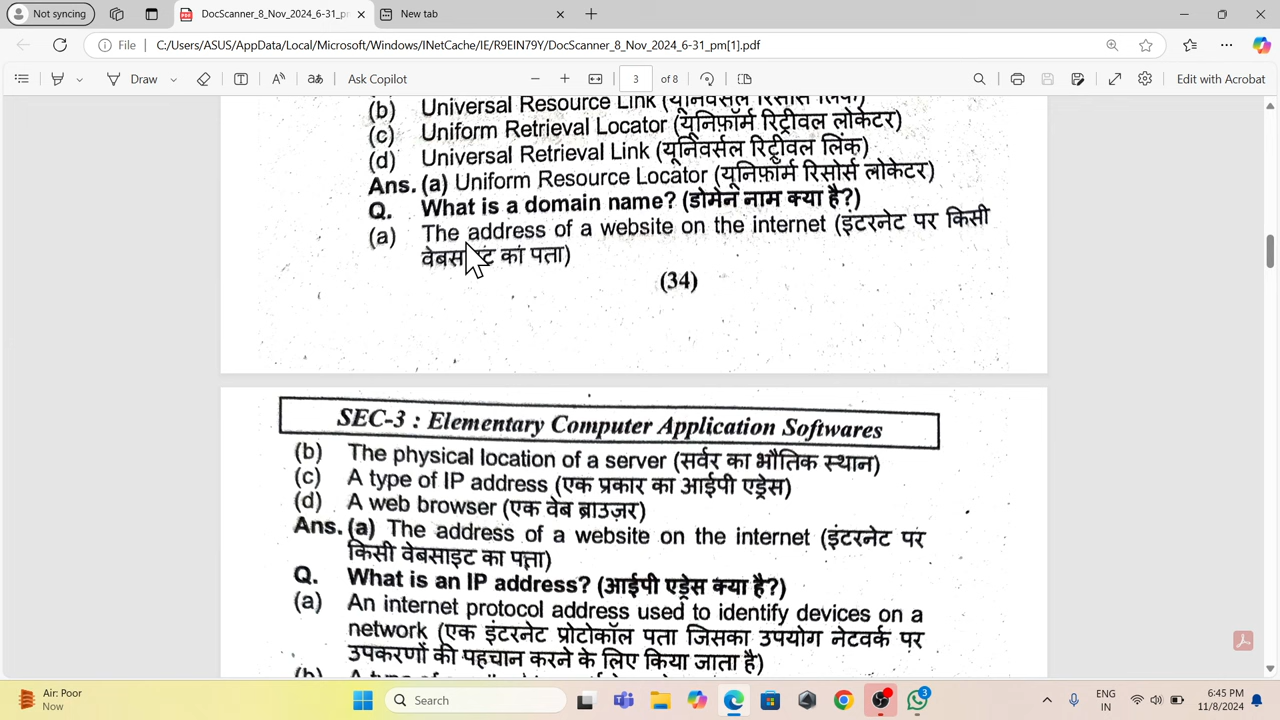 Not syncing
DocScanner_8_Nov_2024_6-31_pr
New tab
File
C:/Users/ASUS/AppData/Local/Microsoft/Windows/INetCache/IE/R9EIN79Y/DocScanner_8_Nov_2024_6-31_pm[1].pdf
Draw
Ask Copilot
3 of 8
Edit with Acrobat
(b) Universal Resource Link (यूनिवर्सल रिसोर्स लिंक)
(c) Uniform Retrieval Locator (यूनिफ़ॉर्म रिट्रीवल लोकेटर)
(d) Universal Retrieval Link (यूनिवर्सल रिट्रीवल लिंक)
Ans. (a) Uniform Resource Locator (यूनिफ़ॉर्म रिसोर्स लोकेटर)
Q. What is a domain name? (डोमेन नाम क्या है?)
(a) The address of a website on the internet (इंटरनेट पर किसी
का पता)
(34)
SEC-3 : Elementary Computer Application Softwares
(b) The physical location of a server (सर्वर का भौतिक स्थान)
(c) A type of IP address (एक प्रकार का आईपी एड्रेस)
(d) A web browser (एक वेब ब्राउज़र)
Ans. (a) The address of a website on the internet (इंटरनेट पर
किसी वेबसाइट का पता)
Q. What is an IP address? (आईपी एड्रेस क्या है?)
(a) An internet protocol address used to identify devices on a
network (एक इंटरनेट प्रोटोकॉल पता जिसका उपयोग नेटवर्क पर
उपकरणों की पहचान करने के लिए किया जाता है)
Air: Poor
Now
Search
3
ENG
IN
6:45 PM
11/8/2024